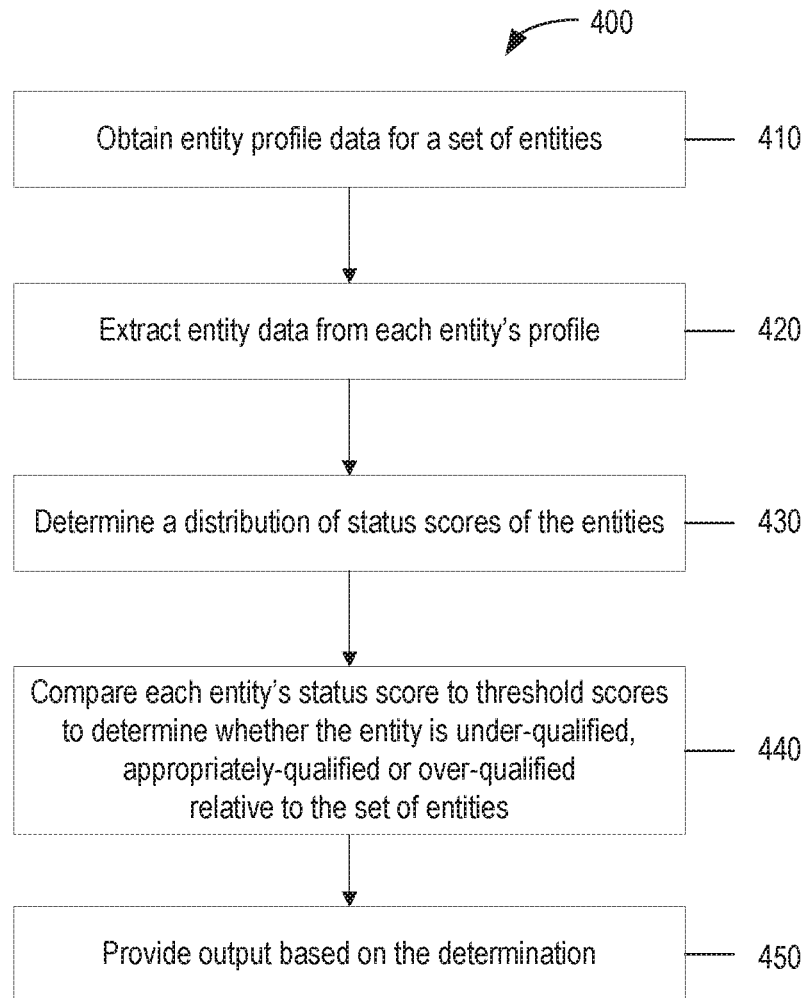 400
Obtain entity profile data for a set of entities
410
Extract entity data from each entity's profile
420
Determine a distribution of status scores of the entities
430
Compare each entity's status score to threshold scores
to determine whether the entity is under-qualified,
appropriately-qualified or over-qualified
relative to the set of entities
440
Provide output based on the determination
450